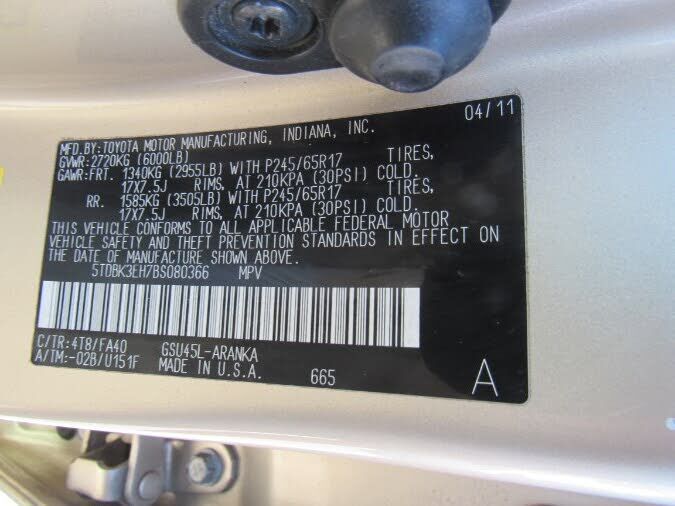 04/11
MFD.BY:TOYOTA MOTOR MANUFACTURING, INDIANA, INC.
GVWR:2720KG (6000LB)
GAWR:FRT. 1340KG (2955LB) WITH P245/65R17 TIRES,
17X7.5J RIMS, AT 210KPA (30PSI) COLD.
RR. 1585KG (3505LB) WITH P245/65R17 TIRES,
17X7.5J RIMS, AT 210KPA (30PSI) COLD.
THIS VEHICLE CONFORMS TO ALL APPLICABLE FEDERAL MOTOR
VEHICLE SAFETY AND THEFT PREVENTION STANDARDS IN EFFECT ON
THE DATE OF MANUFACTURE SHOWN ABOVE.
5TDBK3EH7BS080366 MPV
C/TR:4T8/FA40 GSU45L-ARANKA
A/TM:-02B/U151F MADE IN U.S.A. 665 A